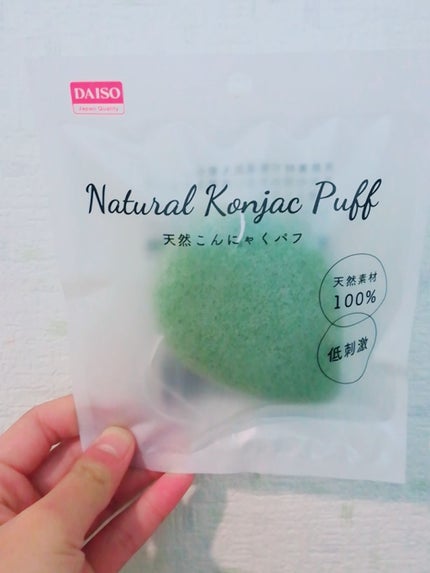 DAISO
Japan Quality
Natural Konjac Puff
天然こんにゃくパフ
天然素材
100%
低刺激